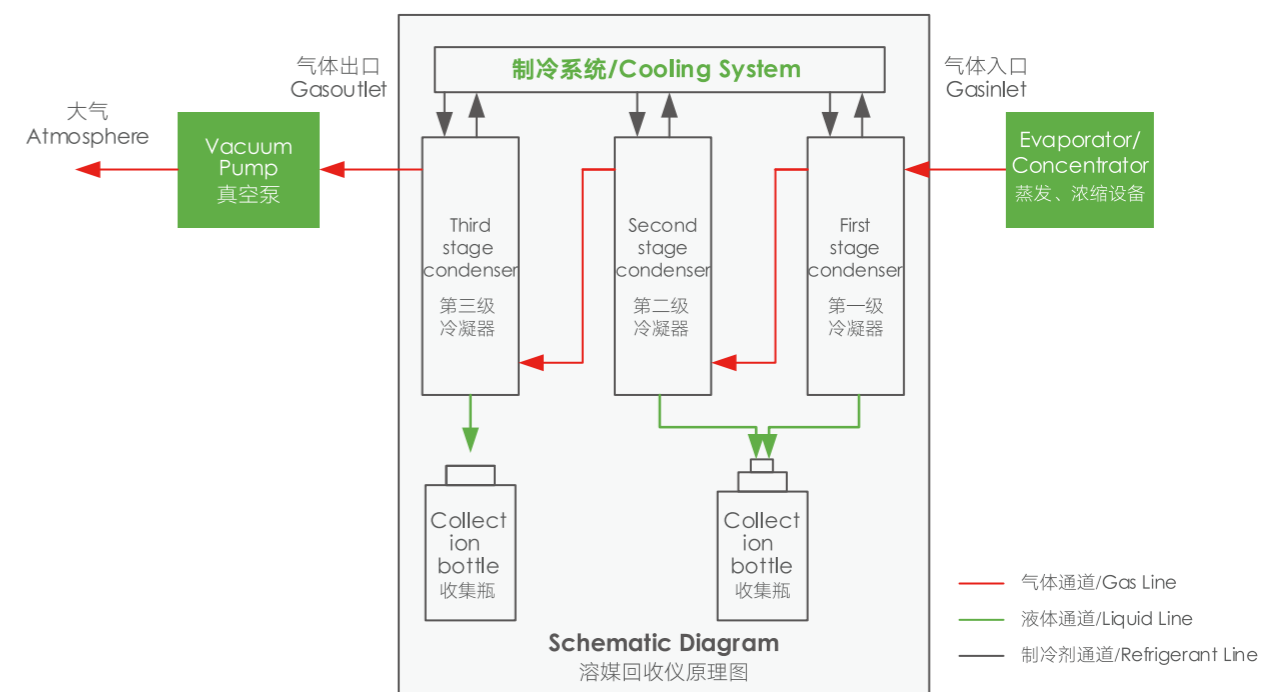 制冷系统/Cooling System
气体出口
Gasoutlet
气体入口
Gasinlet
大气
Atmosphere
Vacuum
Pump
真空泵
Evaporator/
Concentrator
蒸发、浓缩设备
Third
stage
condenser
第三级
冷凝器
Second
stage
condenser
第二级
冷凝器
First
stage
condenser
第一级
冷凝器
Collect
ion
bottle
收集瓶
Collect
ion
bottle
收集瓶
气体通道/Gas Line
液体通道/Liquid Line
制冷剂通道/Refrigerant Line
Schematic Diagram
溶媒回收仪原理图